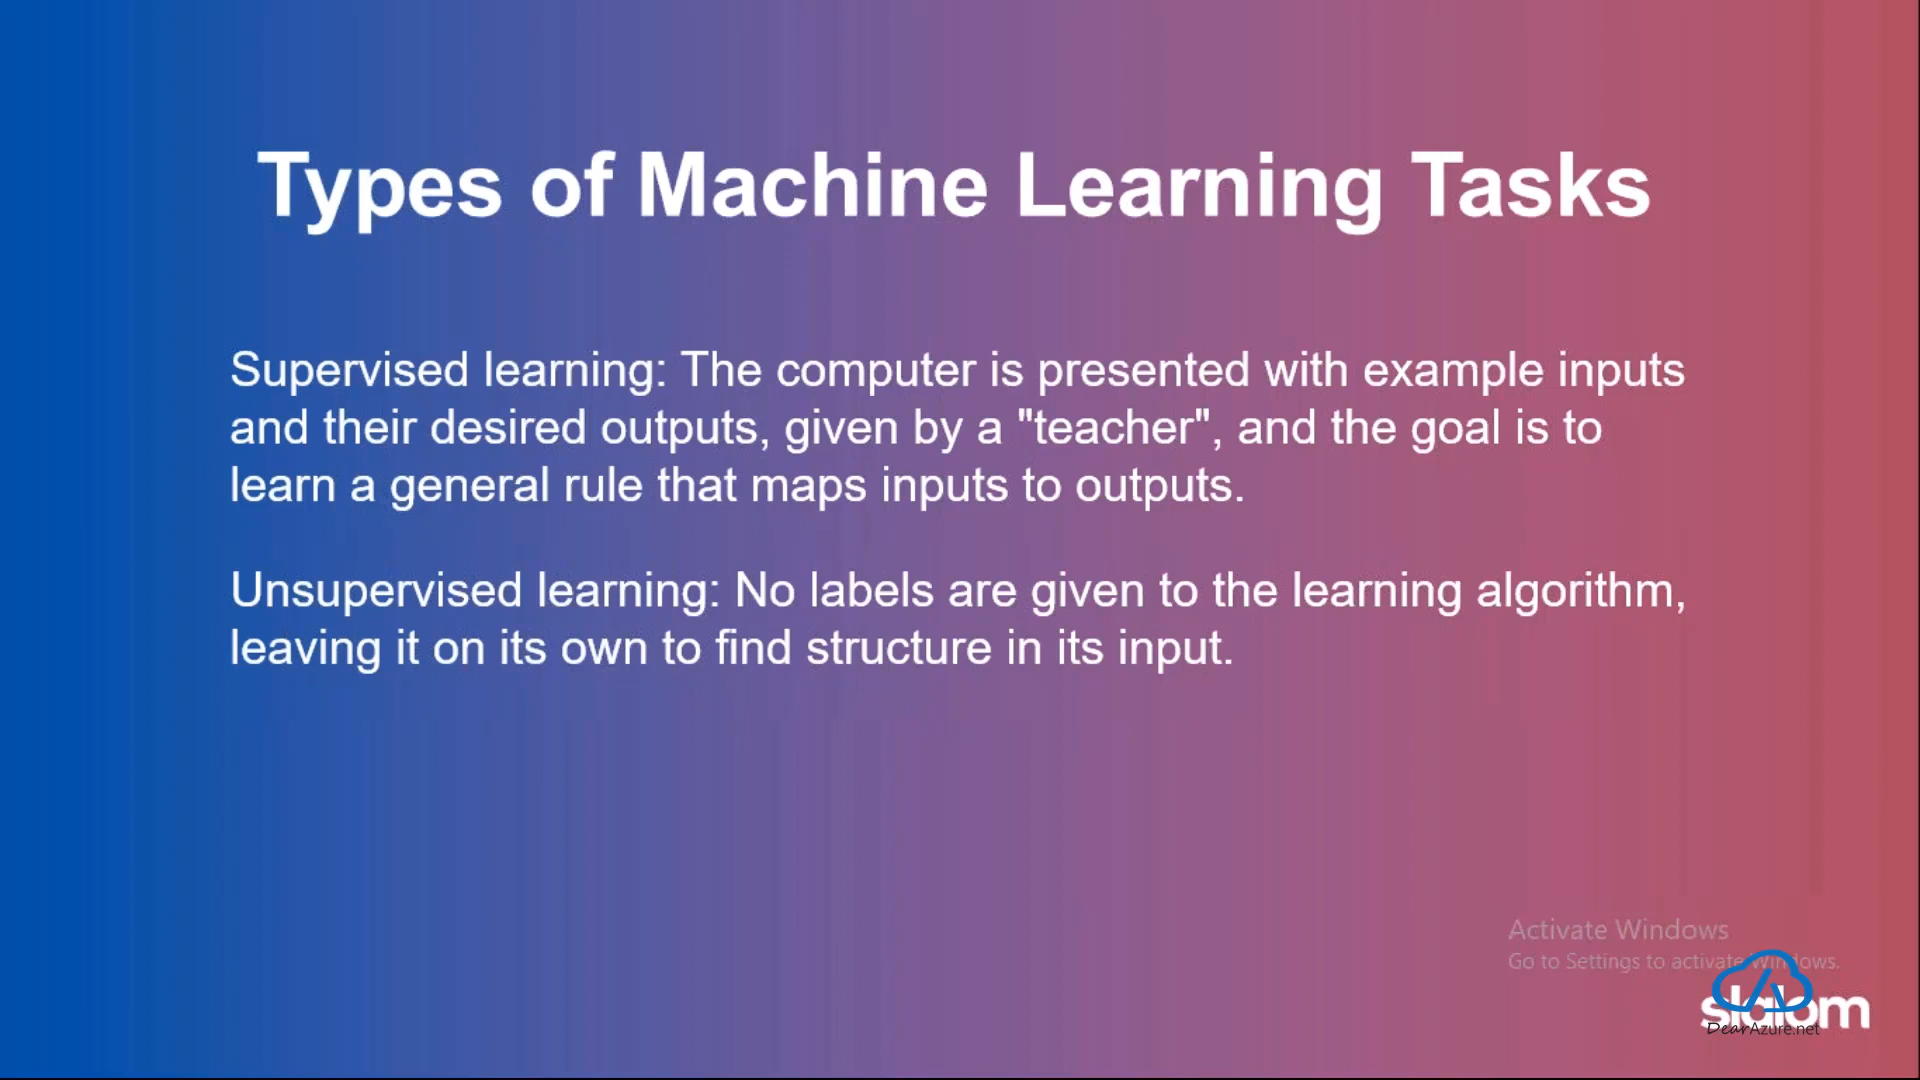 Types of Machine Learning Tasks
Supervised learning: The computer is presented with example inputs
and their desired outputs, given by a "teacher", and the goal is to
learn a general rule that maps inputs to outputs.
Unsupervised learning: No labels are given to the learning algorithm,
leaving it on its own to find structure in its input.
Activate Windows
Go to Settings to activate Windows.
slalom
DearAzure.net